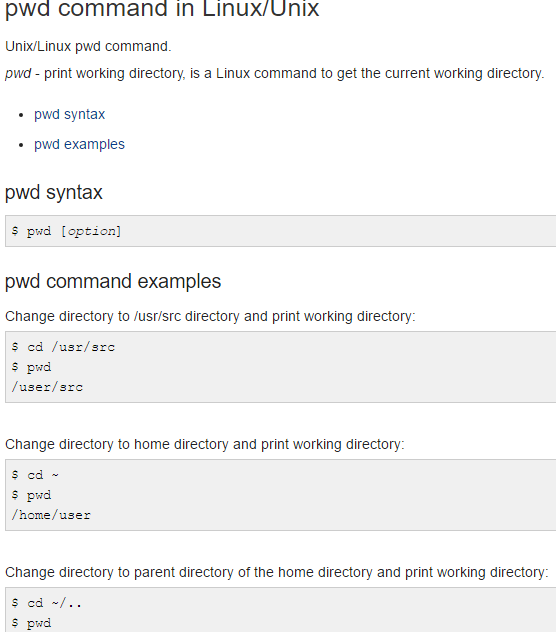 pwd command in Linux/Unix
Unix/Linux pwd command.
pwd - print working directory, is a Linux command to get the current working directory.
• pwd syntax
• pwd examples
pwd syntax
$ pwd [option]
pwd command examples
Change directory to /usr/src directory and print working directory:
$ cd /usr/src
$ pwd
/user/src
Change directory to home directory and print working directory:
$ cd ~
$ pwd
/home/user
Change directory to parent directory of the home directory and print working directory:
$ cd ~/..
$ pwd